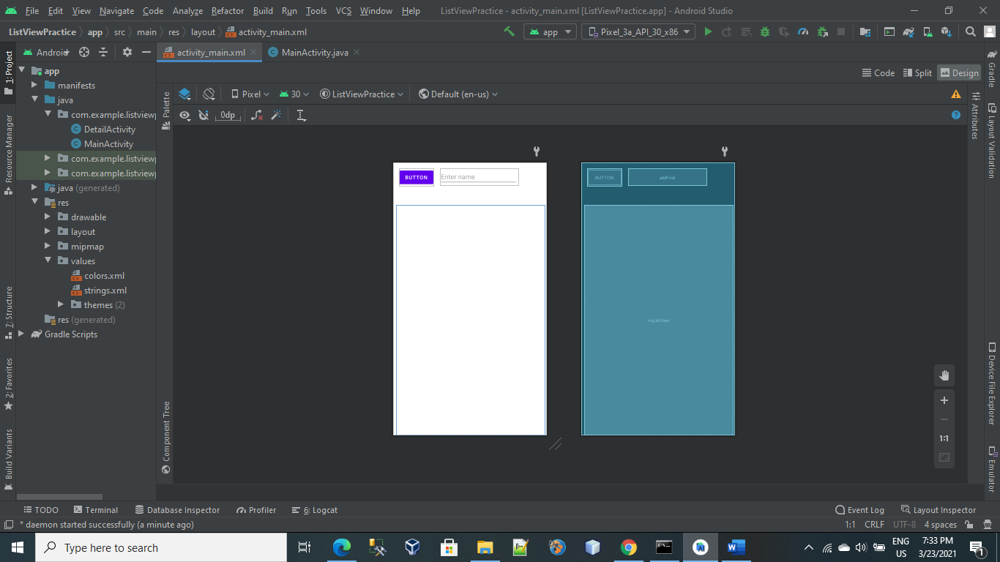 File Edit View Navigate Code Analyze Refactor Build Run Tools VCS Window Help ListViewPractice - activity_main.xml [ListViewPractice.app] - Android Studio
ListViewPractice app src main res layout activity_main.xml app Pixel_3a_API_30_x86
Android activity_main.xml MainActivity.java
Code Split Design
Pixel 30 ListViewPractice Default (en-us)
0dp
app
manifests
java
com.example.listviewp
DetailActivity
MainActivity
com.example.listviewp
com.example.listviewp
java (generated)
res
drawable
layout
mipmap
values
colors.xml
strings.xml
themes (2)
res (generated)
Gradle Scripts
1: Project
Resource Manager
7: Structure
2: Favorites
Build Variants
Palette
Component Tree
BUTTON Enter name
BUTTON addFrnd
myListView
1:1
Attributes
Gradle
Layout Validation
Device File Explorer
Emulator
TODO Terminal Database Inspector Profiler 6: Logcat Event Log Layout Inspector
* daemon started successfully (a minute ago) 1:1 CRLF UTF-8 4 spaces
Type here to search
ENG
US
7:33 PM
3/23/2021
1